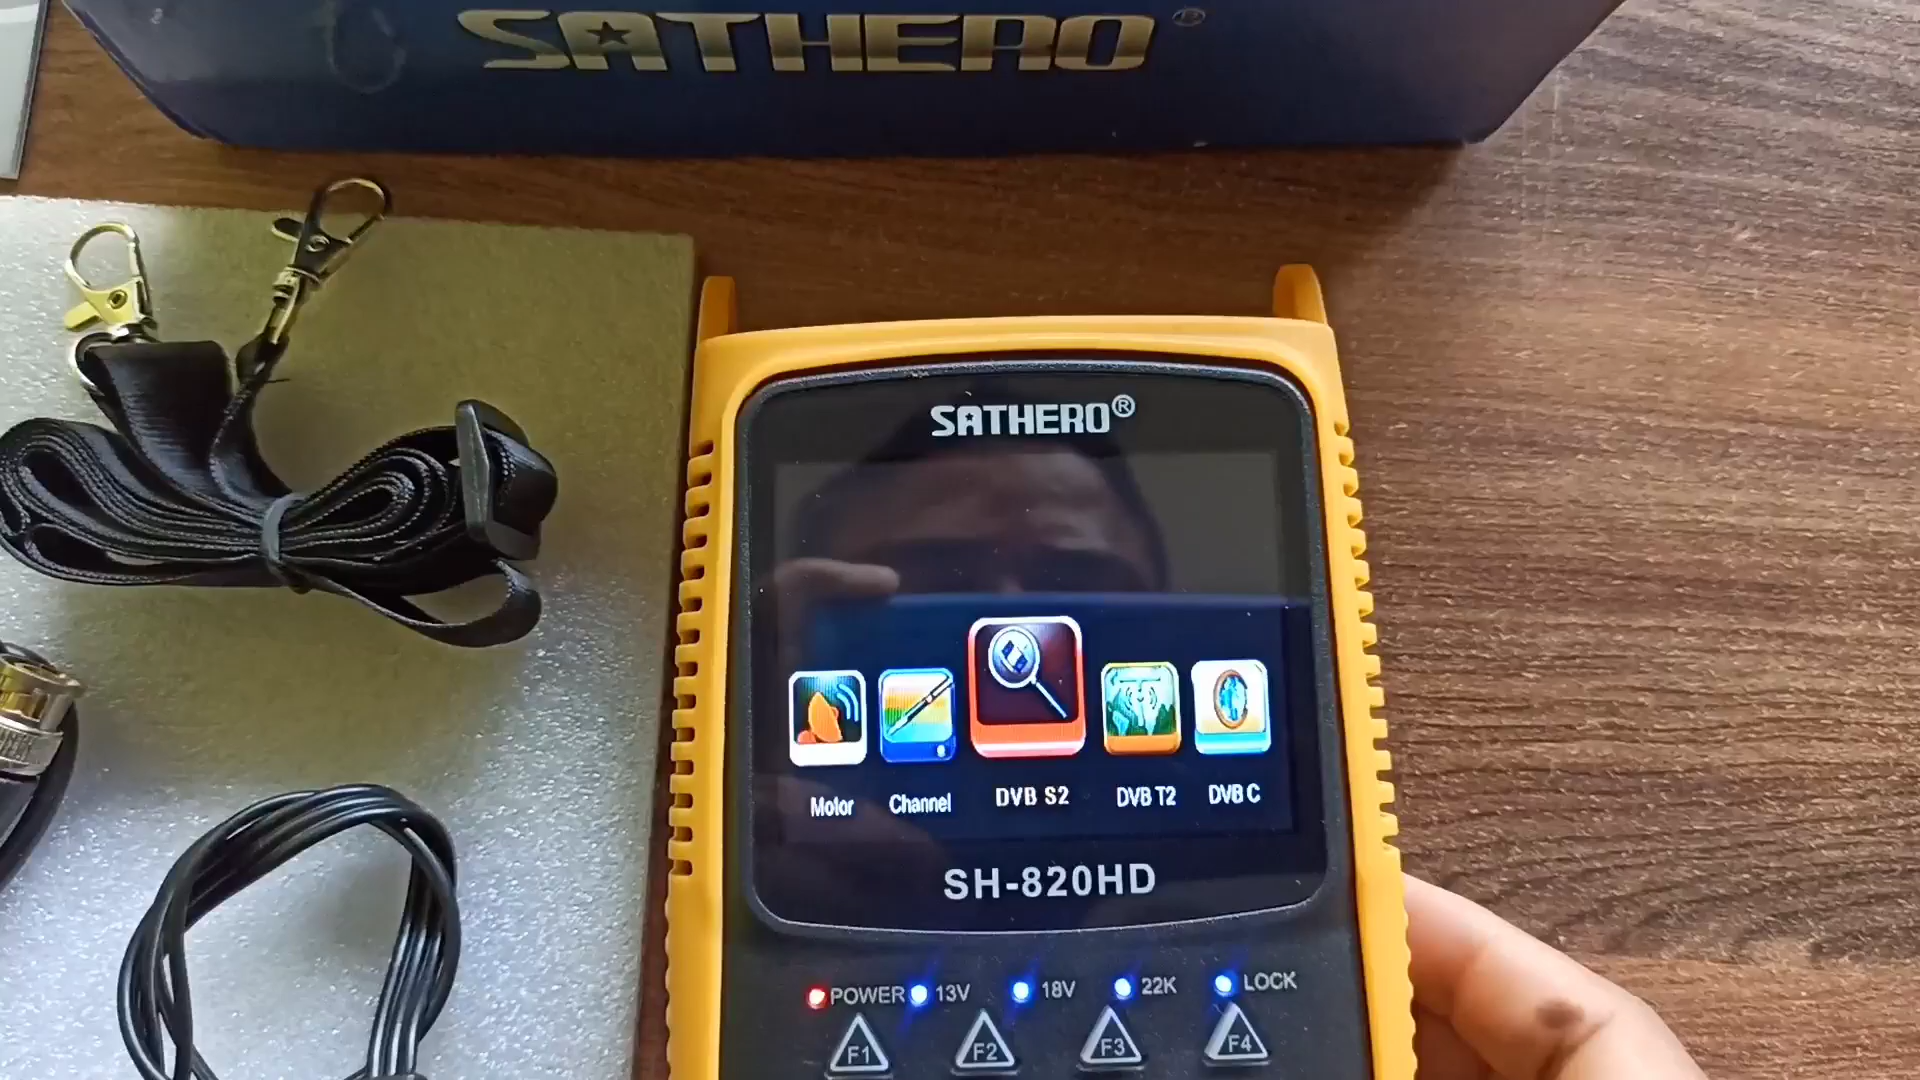 SATHERO®
SATHERO®
Motor
Channel
DVB S2
DVB T2
DVB C
SH-820HD
POWER 13V 18V 22K LOCK
F1 F2 F3 F4